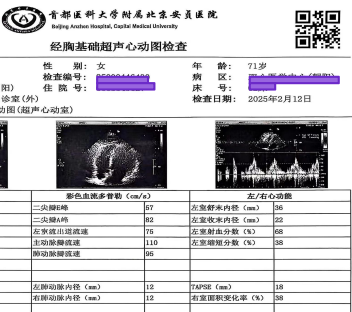 首都医科大学附属北京安贞医院
Beijing Anzhen Hospital, Capital Medical University
经胸基础超声心动图检查
性 别: 女 年 龄: 71岁
检查编号: 病 区:
阳) 住 院 号: 床 号:
诊室(外) 检查日期: 2025年2月12日
动图(超声心动室)
彩色血流多普勒 (cm/s) 左/右心功能
二尖瓣E峰 57 左室舒末内径 (mm) 36
二尖瓣A峰 82 左室收末内径 (mm) 22
左室流出道流速 75 左室射血分数 (%) 68
主动脉瓣流速 110 左室缩短分数 (%) 38
肺动脉瓣流速 95
左肺动脉内径 (mm) 12 TAPSE (mm) 18
右肺动脉内径 (mm) 12 右室面积变化率 (%) 38